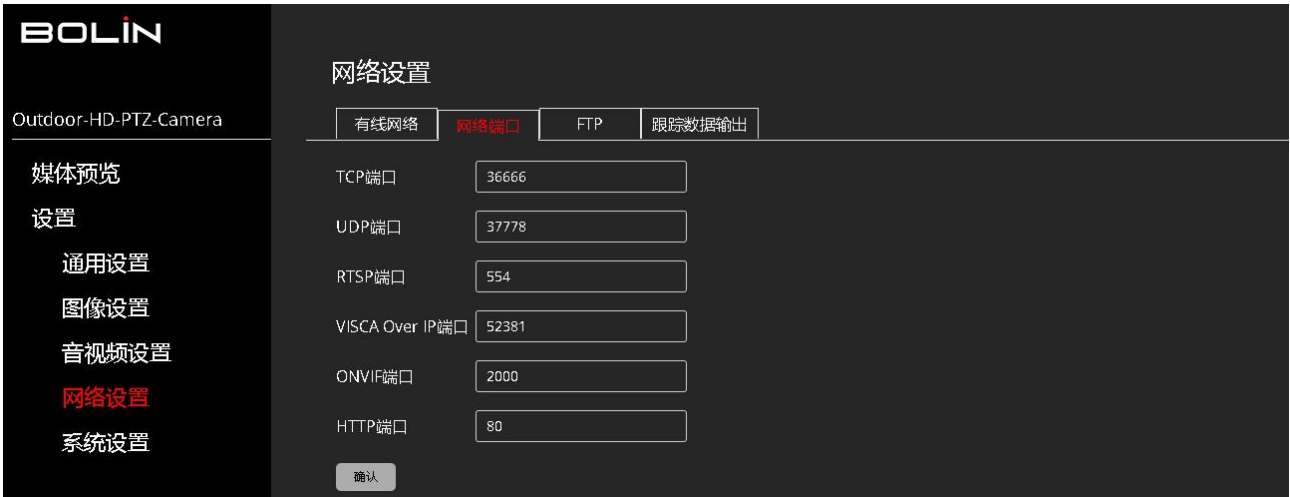 BOLIN
Outdoor-HD-PTZ-Camera
媒体预览
设置
通用设置
图像设置
音视频设置
网络设置
系统设置
网络设置
有线网络 网络端口 FTP 跟踪数据输出
TCP端口 36666
UDP端口 37778
RTSP端口 554
VISCA Over IP端口 52381
ONVIF端口 2000
HTTP端口 80
确认